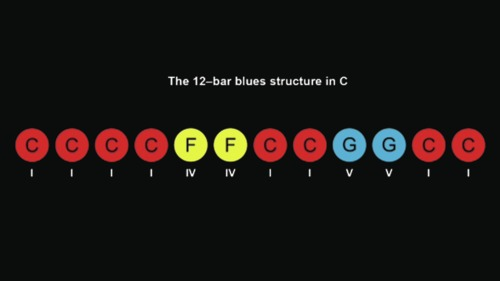 The 12–bar blues structure in C
C C C C F F C C G G C C
I I I I IV IV I I V V I I